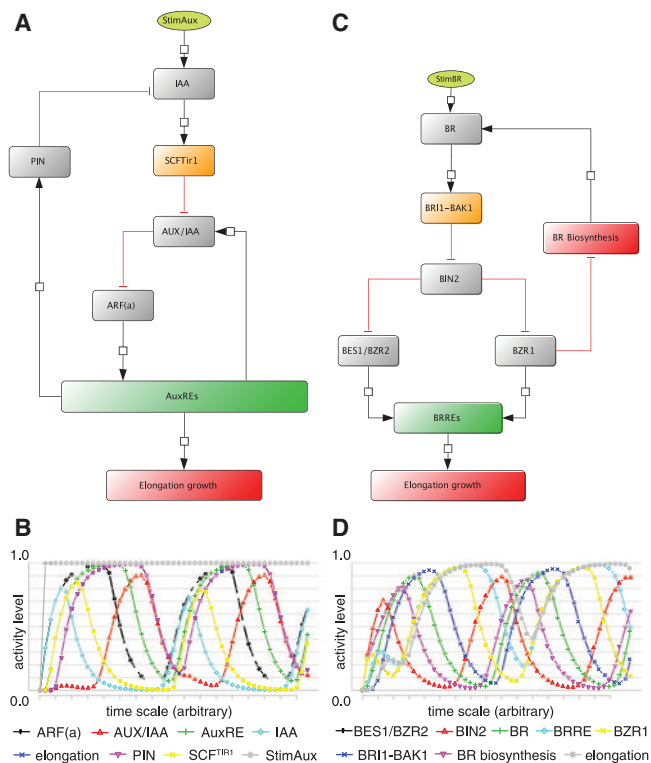 A
StimAux
IAA
PIN
SCFTir1
AUX/IAA
ARF(a)
AuxREs
Elongation growth
C
StimBR
BR
BRI1-BAK1
BR Biosynthesis
BIN2
BES1/BZR2
BZR1
BRREs
Elongation growth
B
1.0
activity level
0.0
time scale (arbitrary)
ARF(a) AUX/IAA AuxRE IAA
elongation PIN SCFTIR1 StimAux
D
1.0
activity level
0.0
time scale (arbitrary)
BES1/BZR2 BIN2 BR BRRE BZR1
BRI1-BAK1 BR biosynthesis elongation